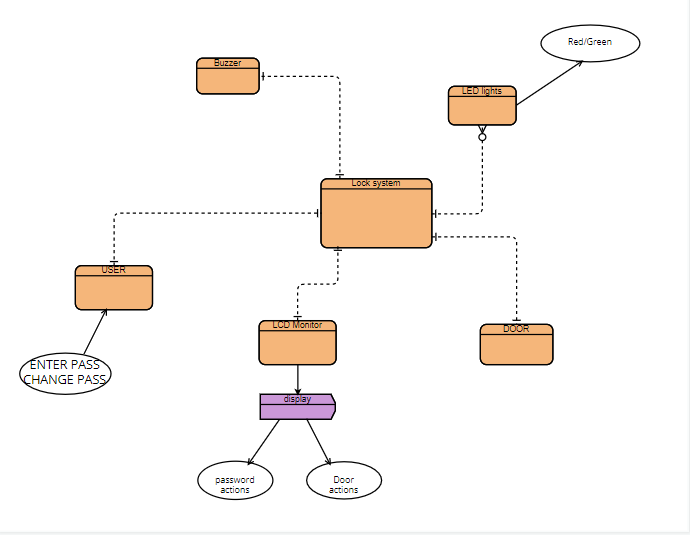 Red/Green
Buzzer
LED lights
Lock system
USER
LCD Monitor
DOOR
ENTER PASS
CHANGE PASS
display
password
actions
Door
actions